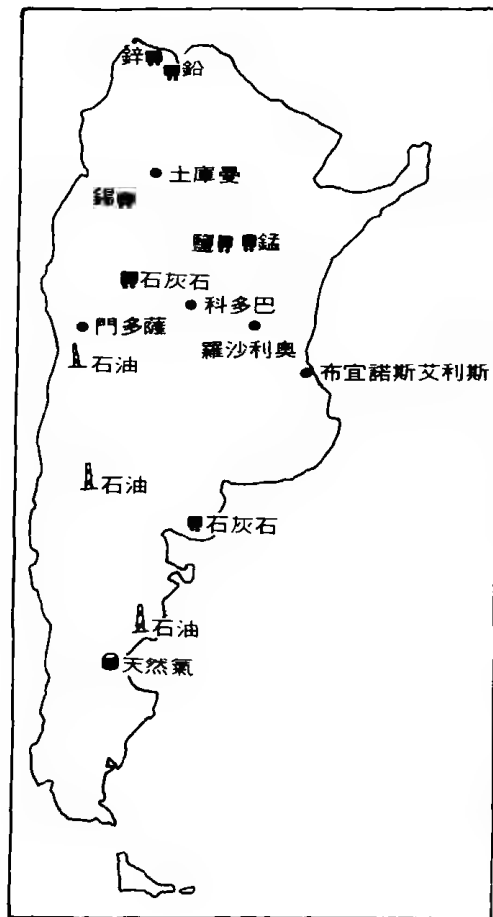 鋅
鉛
土庫曼
錫
鹽 錳
石灰石
科多巴
門多薩
羅沙利奧
石油
布宜諾斯艾利斯
石油
石灰石
石油
天然氣